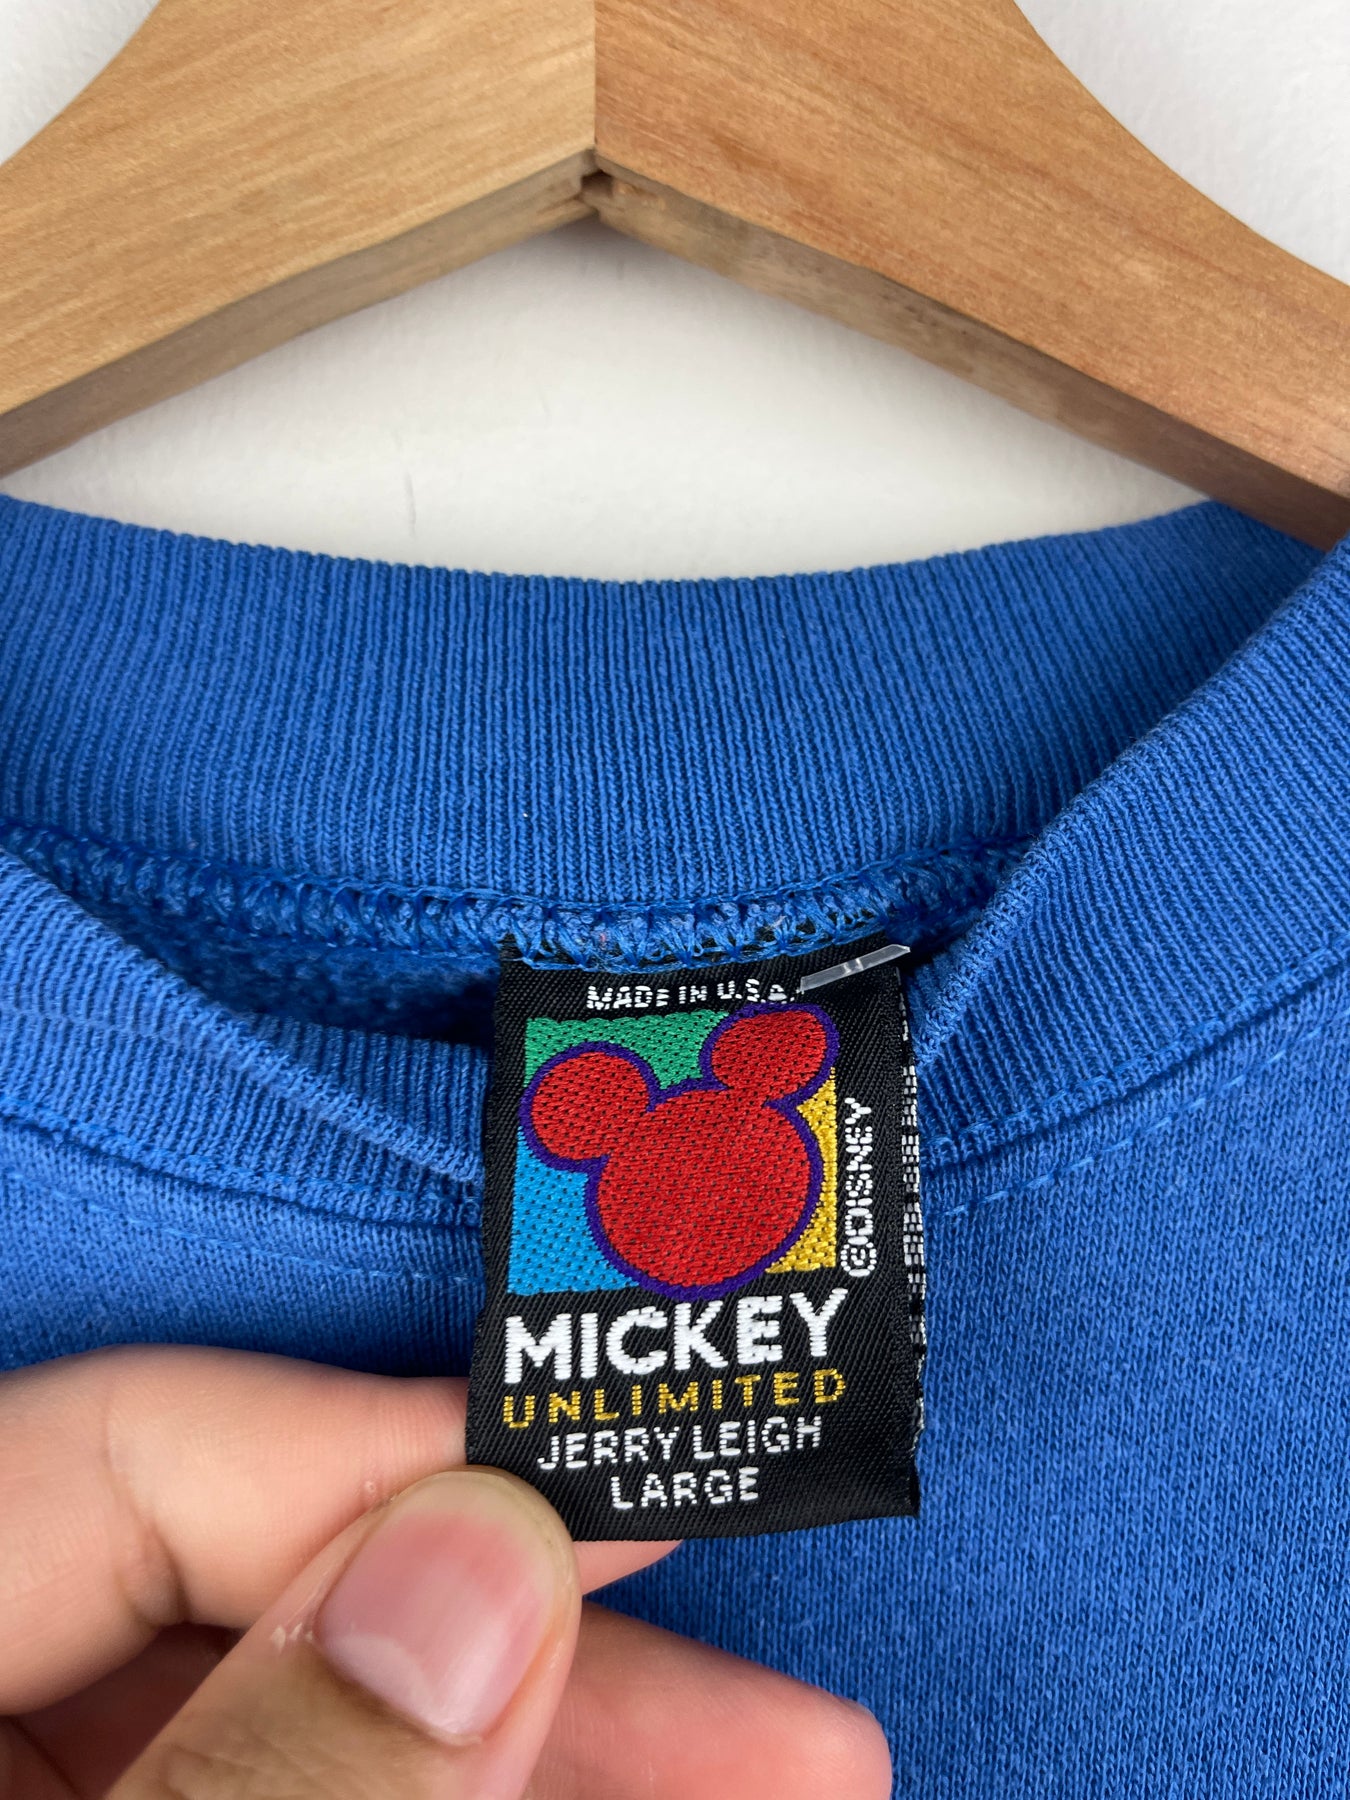 MADE IN U.S.A.
©DISNEY
MICKEY
UNLIMITED
JERRY LEIGH
LARGE